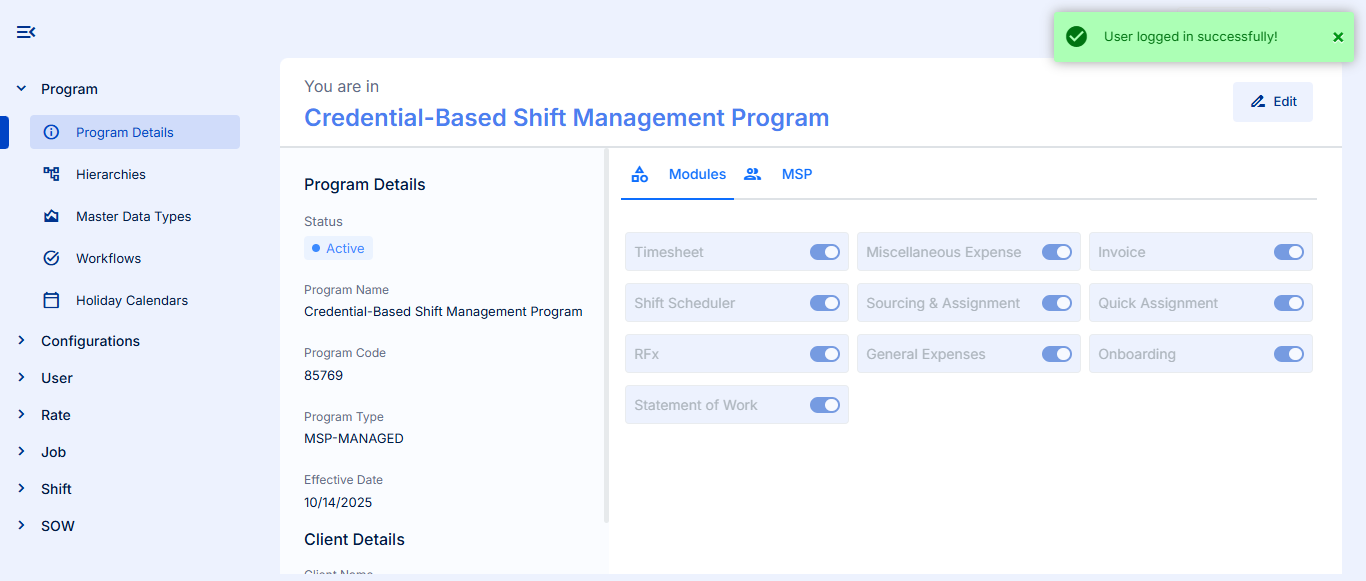 User logged in successfully!
Program
Program Details
Hierarchies
Master Data Types
Workflows
Holiday Calendars
Configurations
User
Rate
Job
Shift
SOW
You are in
Credential-Based Shift Management Program
Edit
Program Details
Status
Active
Program Name
Credential-Based Shift Management Program
Program Code
85769
Program Type
MSP-MANAGED
Effective Date
10/14/2025
Client Details
Client Name
Modules
MSP
Timesheet
Miscellaneous Expense
Invoice
Shift Scheduler
Sourcing & Assignment
Quick Assignment
RFx
General Expenses
Onboarding
Statement of Work